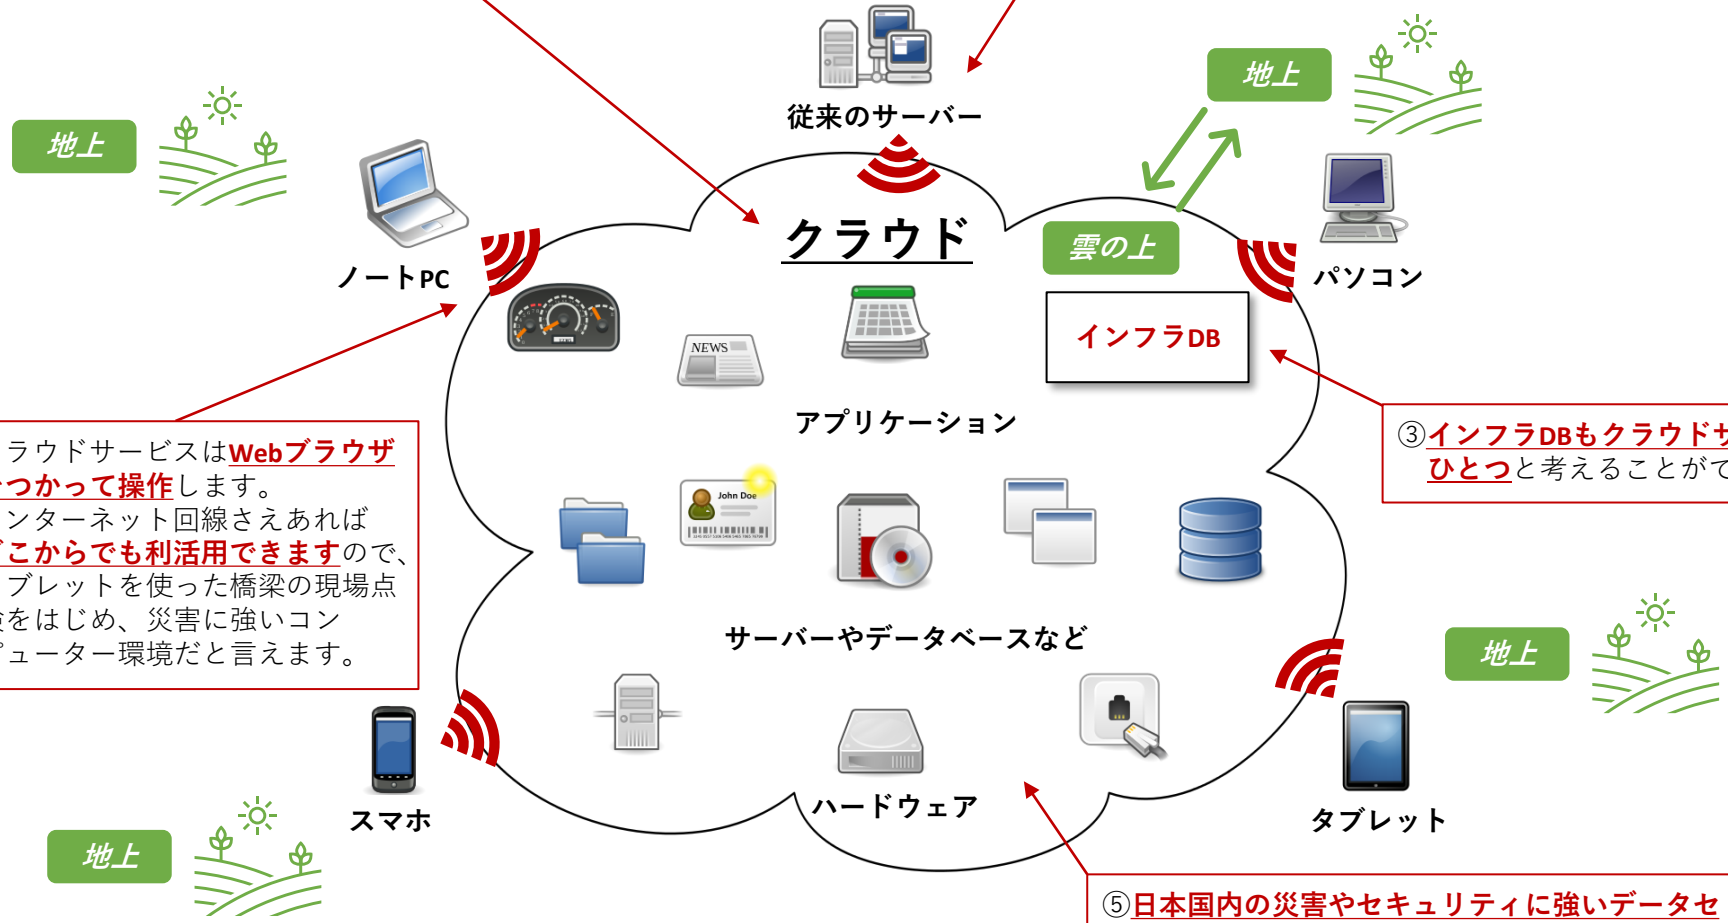 従来のサーバー
地上
地上
クラウド
雲の上
ノートPC
パソコン
NEWS
インフラDB
アプリケーション
ラウドサービスはWebブラウザ
つかって操作します。
ンターネット回線さえあれば
こからでも利活用できますので、
ブレットを使った橋梁の現場点
をはじめ、災害に強いコン
ピューター環境だと言えます。
③インフラDBもクラウドサ
ひとつと考えることがで
John Doe
サーバーやデータベースなど
地上
スマホ
ハードウェア
タブレット
地上
⑤日本国内の災害やセキュリティに強いデータセ